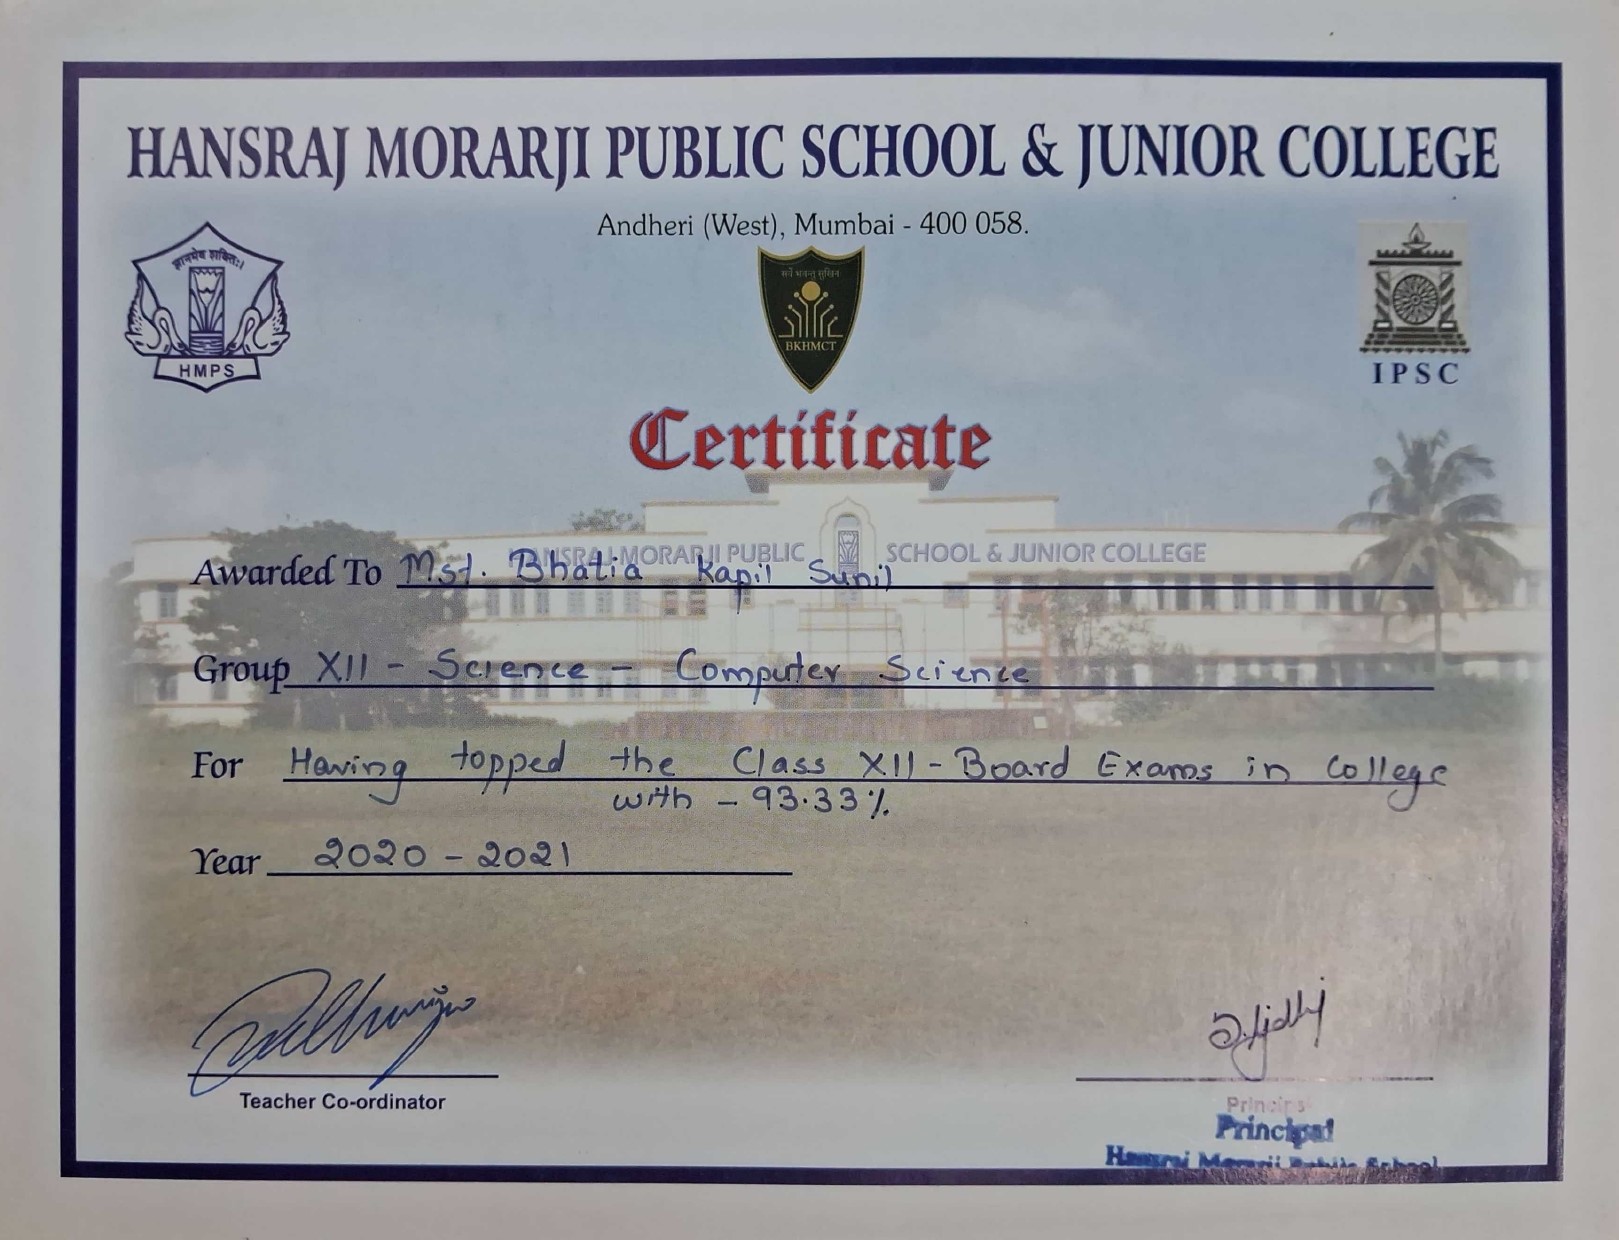 HANSRAJ MORARJI PUBLIC SCHOOL & JUNIOR COLLEGE
Andheri (West), Mumbai - 400 058.
ज्ञानमेव शक्तिः।
HMPS
सर्वे भवन्तु सुखिन
BKHMCT
IPSC
Certificate
HANSRAJ MORARJI PUBLIC SCHOOL & JUNIOR COLLEGE
Awarded To Mst. Bhatia Kapil Sunil
Group XII - Science - Computer Science
For Having topped the Class XII - Board Exams in College
with - 93.33%
Year 2020 - 2021
Teacher Co-ordinator
Principal
Principal
Hansraj Morarji Public School